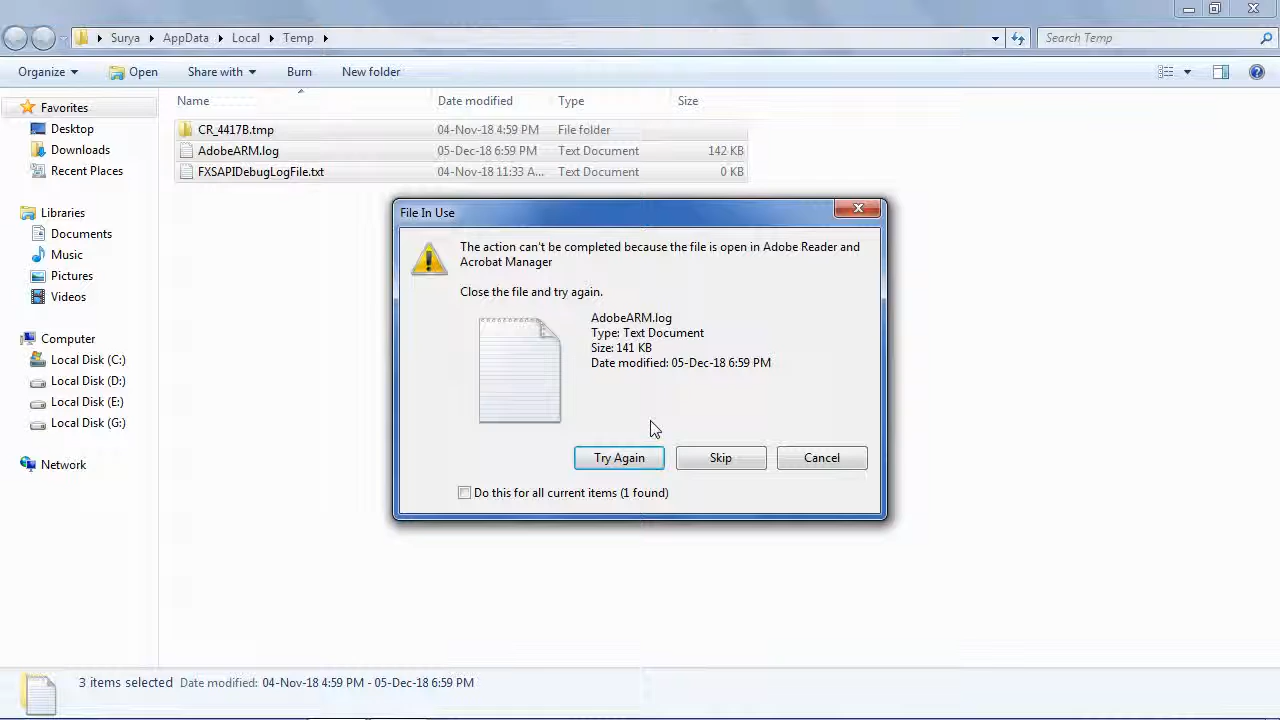 Surya AppData Local Temp
Search Temp
Organize Open Share with Burn New folder
Name Date modified Type Size
Favorites
Desktop
Downloads
Recent Places
Libraries
Documents
Music
Pictures
Videos
Computer
Local Disk (C:)
Local Disk (D:)
Local Disk (E:)
Local Disk (G:)
Network
CR_4417B.tmp 04-Nov-18 4:59 PM File folder
AdobeARM.log 05-Dec-18 6:59 PM Text Document 142 KB
FXSAPIDebugLogFile.txt 04-Nov-18 11:33 A... Text Document 0 KB
File In Use
The action can't be completed because the file is open in Adobe Reader and
Acrobat Manager
Close the file and try again.
AdobeARM.log
Type: Text Document
Size: 141 KB
Date modified: 05-Dec-18 6:59 PM
Try Again Skip Cancel
Do this for all current items (1 found)
3 items selected Date modified: 04-Nov-18 4:59 PM - 05-Dec-18 6:59 PM